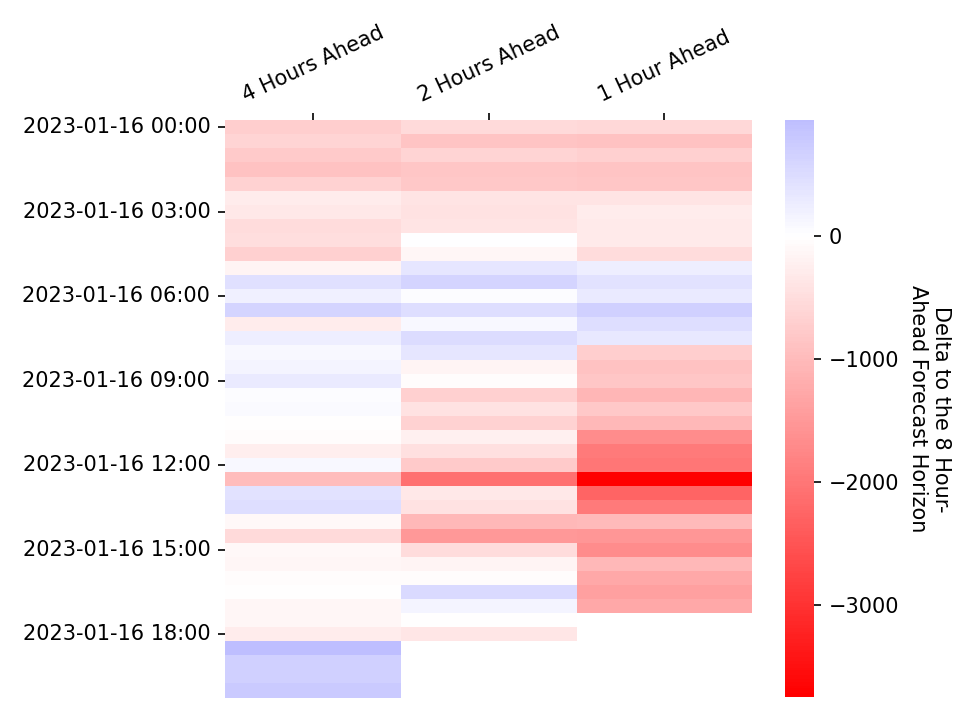 4 Hours Ahead
2 Hours Ahead
1 Hour Ahead
2023-01-16 00:00
2023-01-16 03:00
2023-01-16 06:00
2023-01-16 09:00
2023-01-16 12:00
2023-01-16 15:00
2023-01-16 18:00
0
−1000
−2000
−3000
Delta to the 8 Hour-
Ahead Forecast Horizon